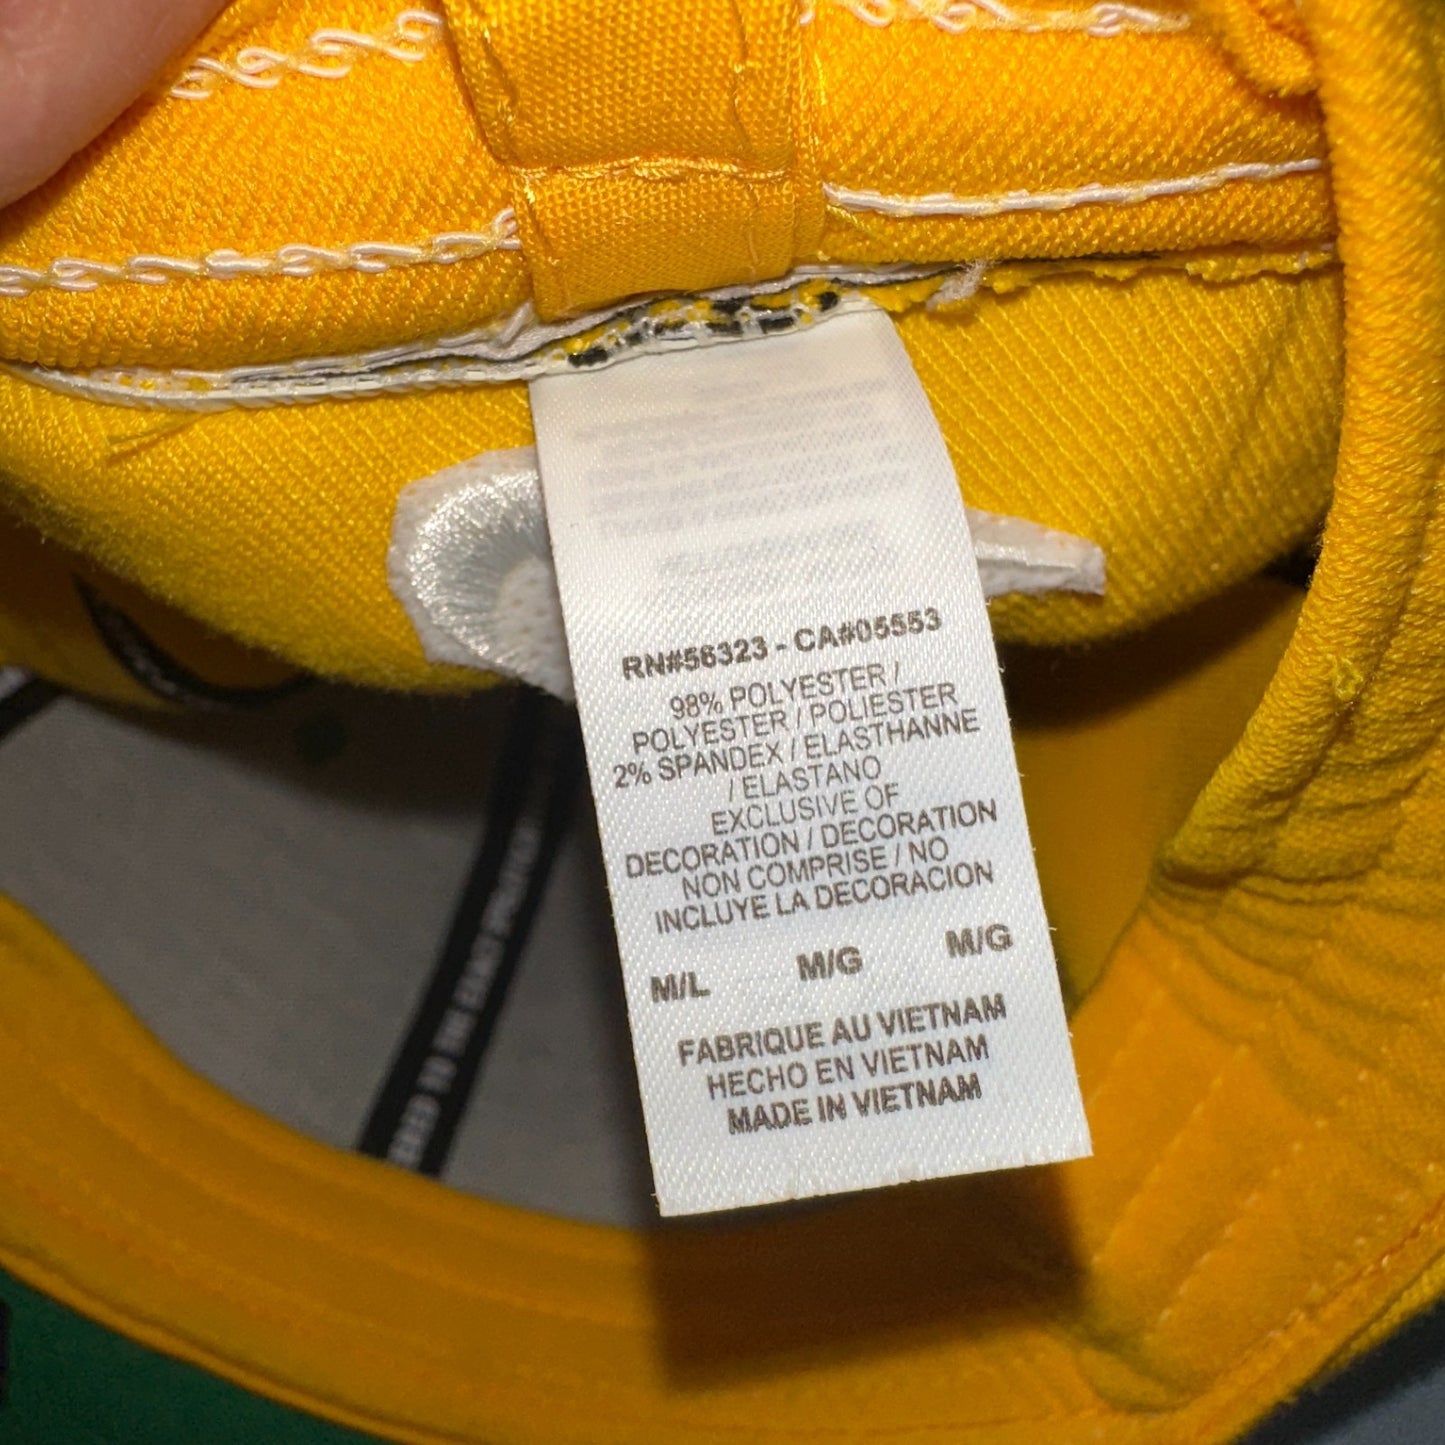 RN#56323 - CA#05553
98% POLYESTER /
POLYESTER / POLIESTER
2% SPANDEX / ELASTHANNE
/ ELASTANO
EXCLUSIVE OF
DECORATION / DECORATION
NON COMPRISE / NO
INCLUYE LA DECORACION
M/L M/G M/G
FABRIQUE AU VIETNAM
HECHO EN VIETNAM
MADE IN VIETNAM